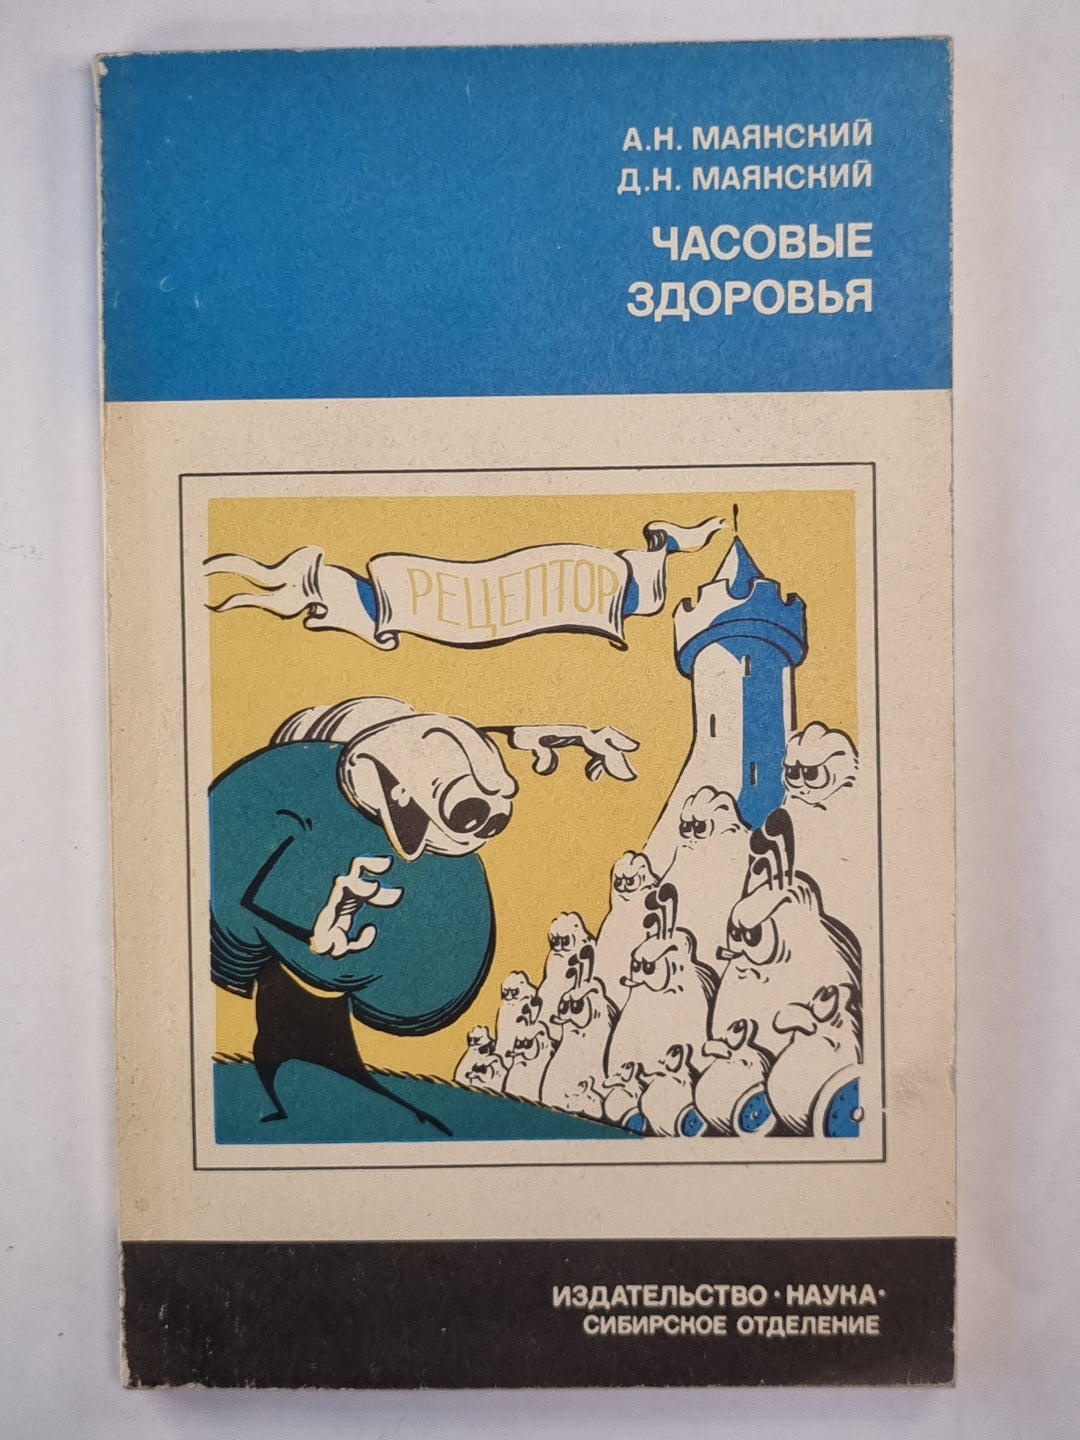 А.Н. МАЯНСКИЙ
Д.Н. МАЯНСКИЙ
ЧАСОВЫЕ
ЗДОРОВЬЯ
РЕЦЕПТОР
ИЗДАТЕЛЬСТВО · НАУКА ·
СИБИРСКОЕ ОТДЕЛЕНИЕ